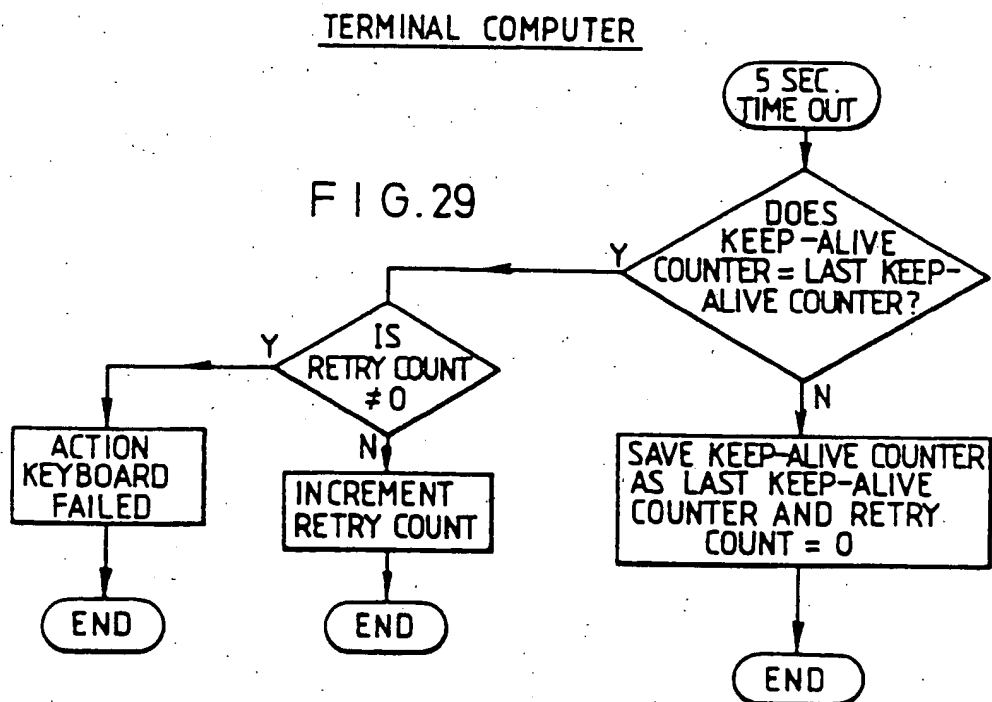 TERMINAL COMPUTER
5 SEC.
TIME OUT
FIG.29
DOES
KEEP-ALIVE
COUNTER = LAST KEEP-
ALIVE COUNTER?
Y
N
IS
RETRY COUNT
≠ 0
Y
N
ACTION
KEYBOARD
FAILED
INCREMENT
RETRY COUNT
SAVE KEEP-ALIVE COUNTER
AS LAST KEEP-ALIVE
COUNTER AND RETRY
COUNT = 0
END
END
END